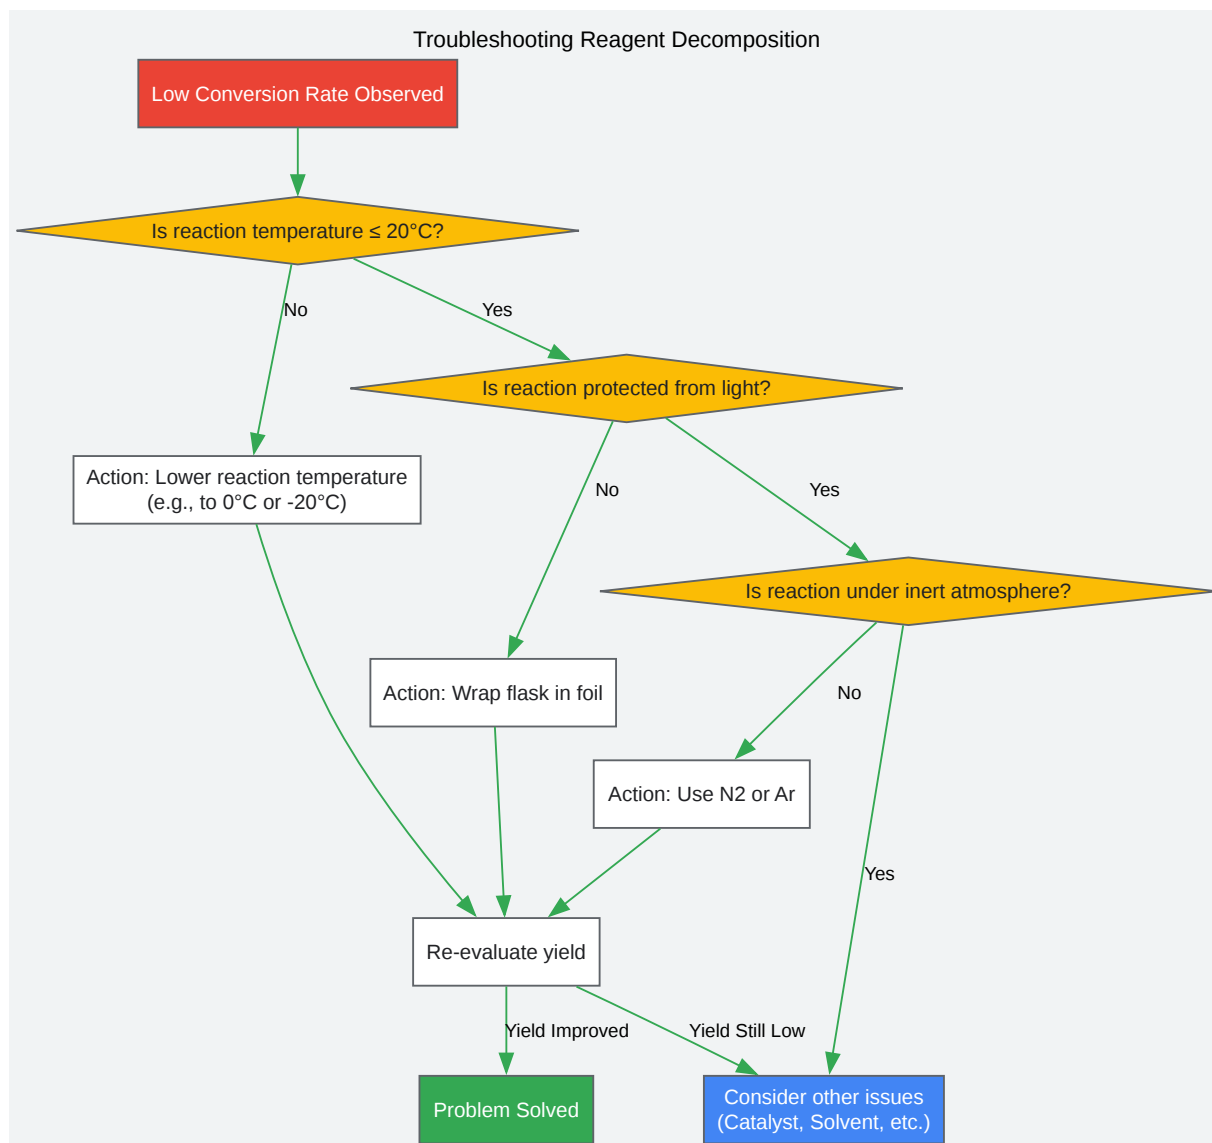 Troubleshooting Reagent Decomposition
Low Conversion Rate Observed
Is reaction temperature ≤ 20°C?
No
Yes
Is reaction protected from light?
Action: Lower reaction temperature
(e.g., to 0°C or -20°C)
No
Yes
Is reaction under inert atmosphere?
Action: Wrap flask in foil
No
Action: Use N2 or Ar
Yes
Re-evaluate yield
Yield Improved
Yield Still Low
Problem Solved
Consider other issues
(Catalyst, Solvent, etc.)